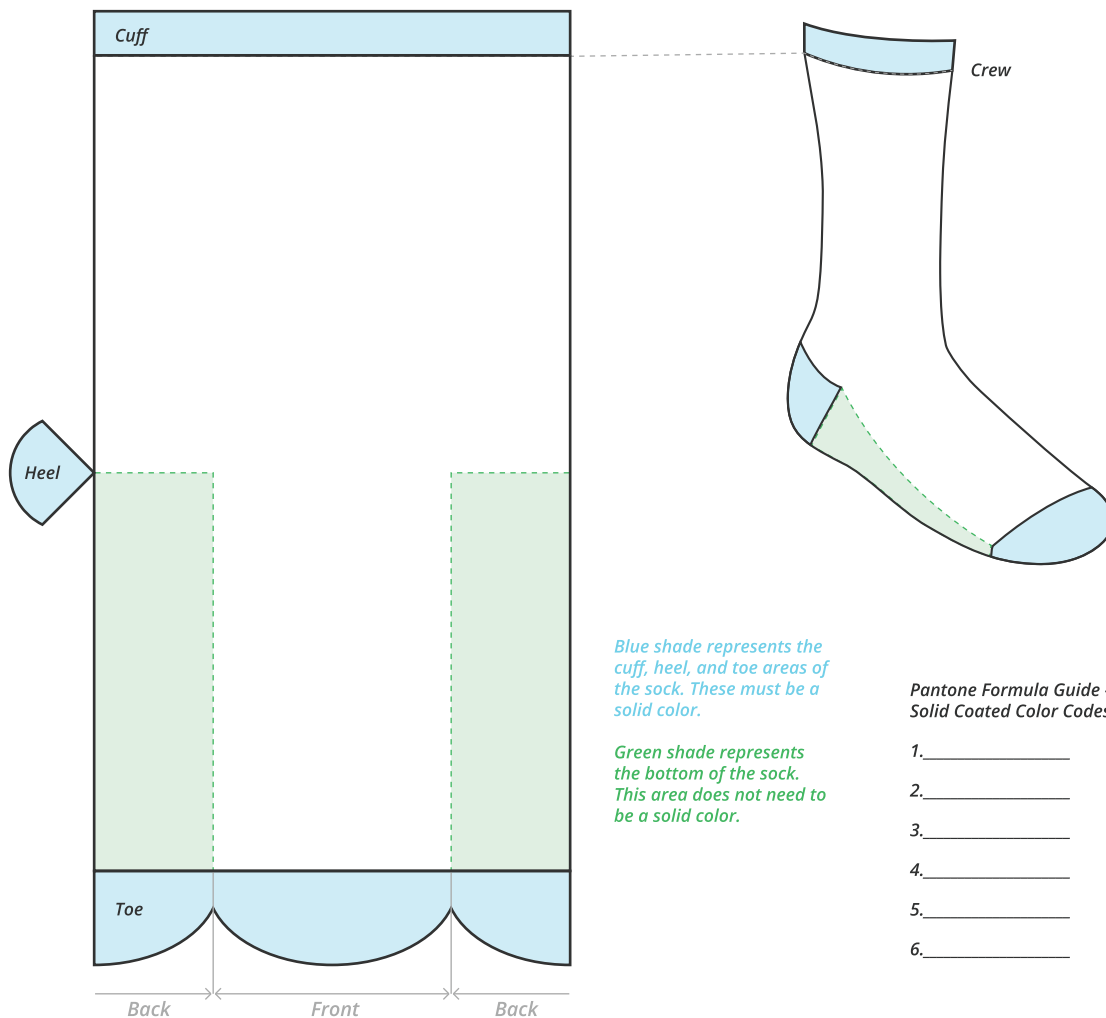 Cuff
Crew
Heel
Blue shade represents the
cuff, heel, and toe areas of
the sock. These must be a
solid color.
Green shade represents
the bottom of the sock.
This area does not need to
be a solid color.
Pantone Formula Guide -
Solid Coated Color Codes
1.
2.
3.
4.
5.
6.
Toe
Back
Front
Back